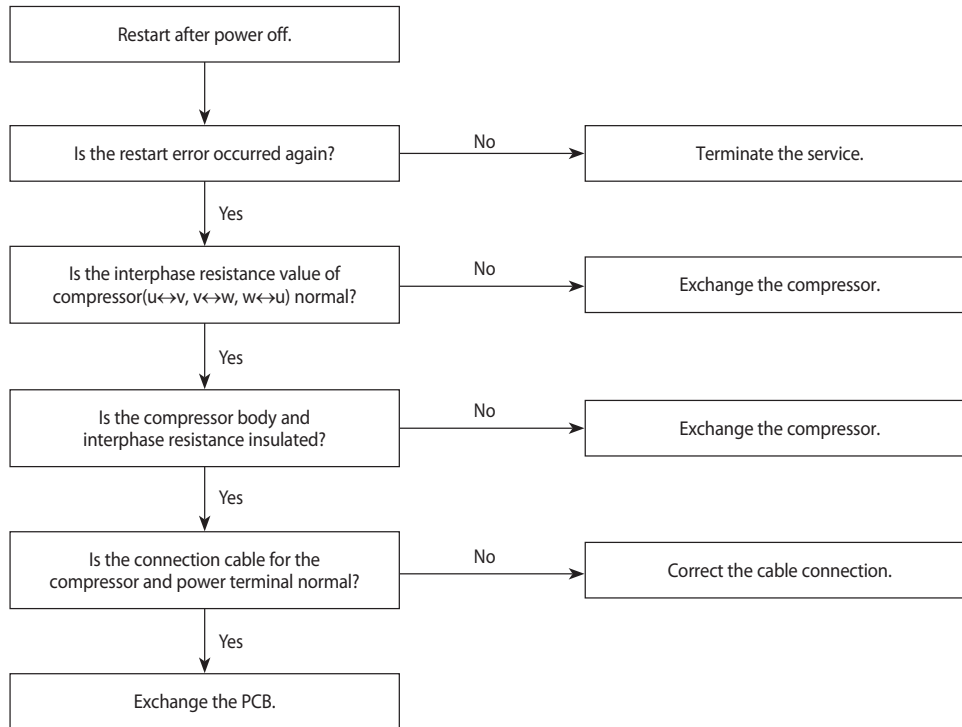 Restart after power off.
Is the restart error occurred again?
No
Terminate the service.
Yes
Is the interphase resistance value of
compressor(u↔v, v↔w, w↔u) normal?
No
Exchange the compressor.
Yes
Is the compressor body and
interphase resistance insulated?
No
Exchange the compressor.
Yes
Is the connection cable for the
compressor and power terminal normal?
No
Correct the cable connection.
Yes
Exchange the PCB.